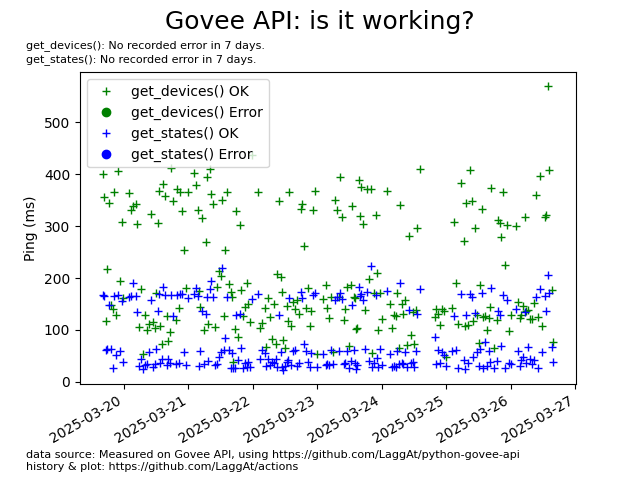 Govee API: is it working?
get_devices(): No recorded error in 7 days.
get_states(): No recorded error in 7 days.
get_devices() OK
get_devices() Error
get_states() OK
get_states() Error
Ping (ms)
500
400
300
200
100
0
2025-03-20
2025-03-21
2025-03-22
2025-03-23
2025-03-24
2025-03-25
2025-03-26
2025-03-27
data source: Measured on Govee API, using https://github.com/LaggAt/python-govee-api
history & plot: https://github.com/LaggAt/actions